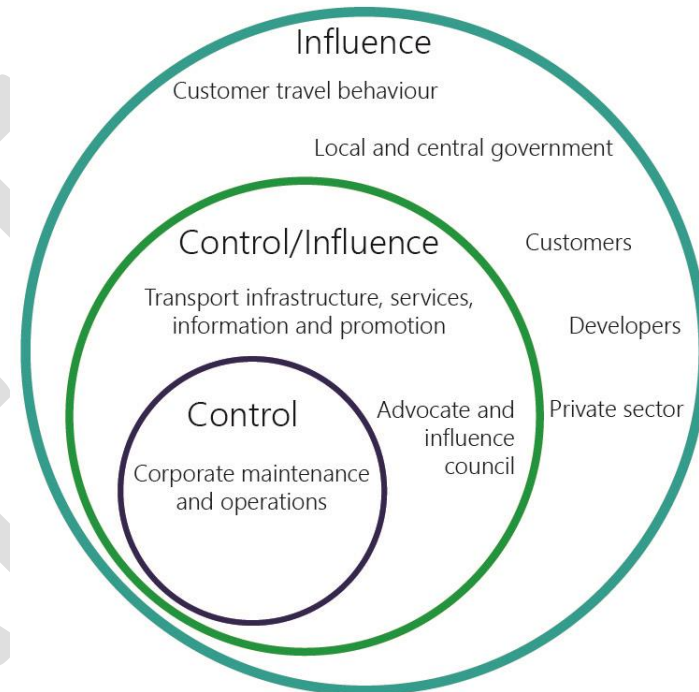 Influence
Customer travel behaviour
Local and central government
Control/Influence
Customers
Transport infrastructure, services,
information and promotion
Developers
Control
Advocate and
influence
council
Private sector
Corporate maintenance
and operations